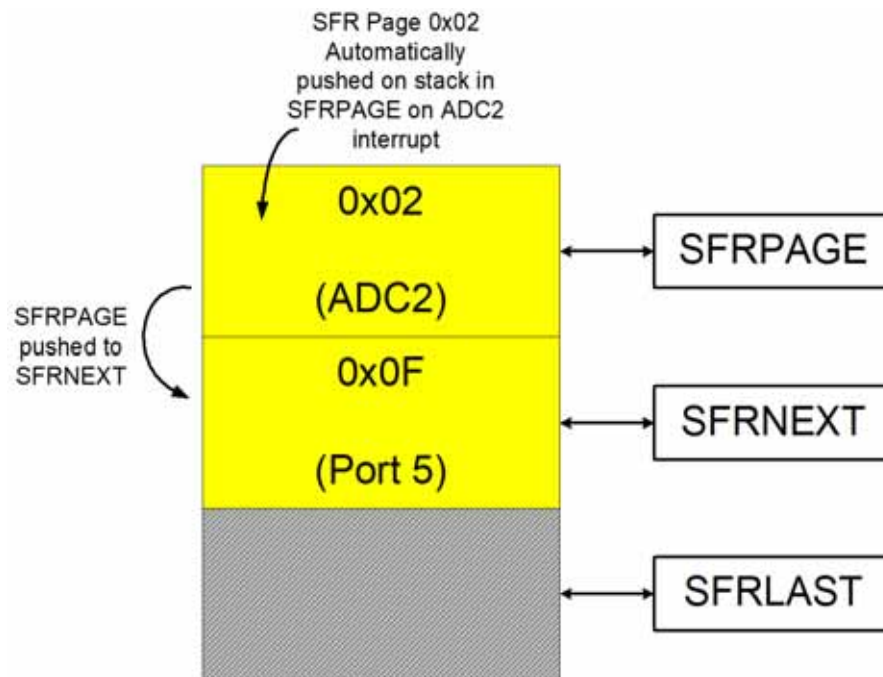 SFR Page 0x02
Automatically
pushed on stack in
SFRPAGE on ADC2
interrupt
0x02
(ADC2)
SFRPAGE
SFRPAGE
pushed to
SFRNEXT
0x0F
(Port 5)
SFRNEXT
SFRLAST